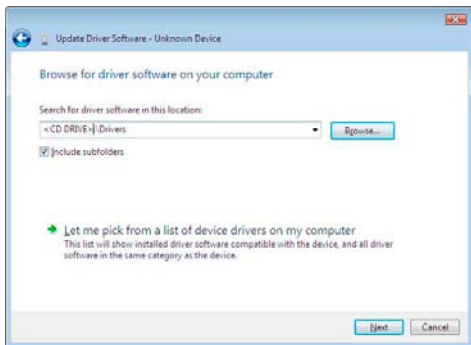 Update Driver Software - Unknown Device
Browse for driver software on your computer
Search for driver software in this location:
<CD DRIVE>\Drivers
Browse...
Include subfolders
Let me pick from a list of device drivers on my computer
This list will show installed driver software compatible with the device, and all driver
software in the same category as the device.
Next Cancel